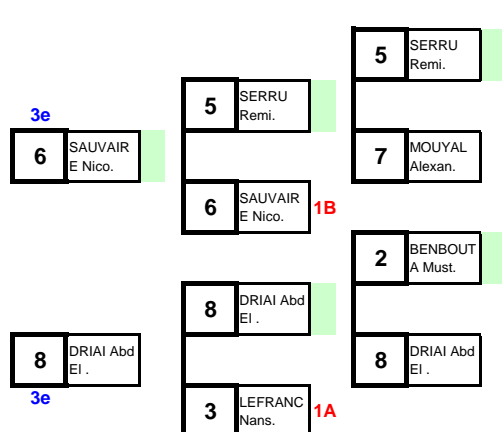 3e
6 SAUVAIR
E Nico.
5 SERRU
Remi.
6 SAUVAIR
E Nico. 1B
5 SERRU
Remi.
7 MOUYAL
Alexan.
2 BENBOUT
A Must.
8 DRIAI Abd
El .
8 DRIAI Abd
El .
3 LEFRANC
Nans. 1A
8 DRIAI Abd
El .
3e